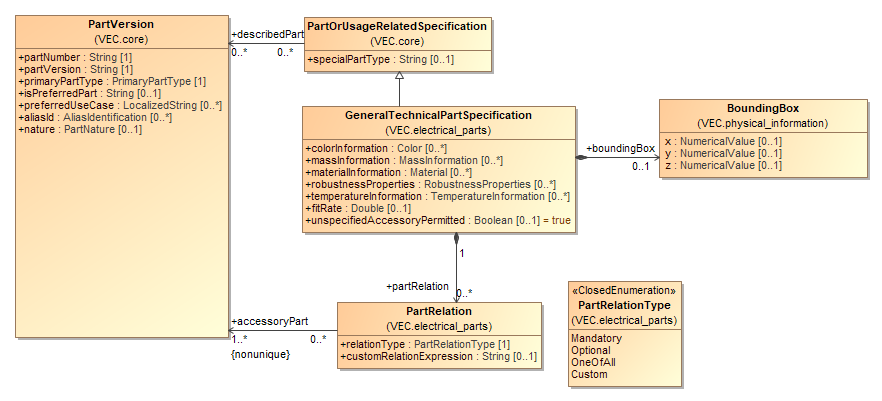 PartVersion
(VEC.core)
+partNumber : String [1]
+partVersion : String [1]
+primaryPartType : PrimaryPartType [1]
+isPreferredPart : String [0..1]
+preferredUseCase : LocalizedString [0..*]
+aliasId : AliasIdentification [0..*]
+nature : PartNature [0..1]
+describedPart
0..*
0..*
PartOrUsageRelatedSpecification
(VEC.core)
+specialPartType : String [0..1]
GeneralTechnicalPartSpecification
(VEC.electrical_parts)
+colorInformation : Color [0..*]
+massInformation : MassInformation [0..*]
+materialInformation : Material [0..*]
+robustnessProperties : RobustnessProperties [0..*]
+temperatureInformation : TemperatureInformation [0..*]
+fitRate : Double [0..1]
+unspecifiedAccessoryPermitted : Boolean [0..1] = true
+boundingBox
0..1
BoundingBox
(VEC.physical_information)
x : NumericalValue [0..1]
y : NumericalValue [0..1]
z : NumericalValue [0..1]
1
+partRelation
0..*
+accessoryPart
1..*
0..*
{nonunique}
PartRelation
(VEC.electrical_parts)
+relationType : PartRelationType [1]
+customRelationExpression : String [0..1]
«ClosedEnumeration»
PartRelationType
(VEC.electrical_parts)
Mandatory
Optional
OneOfAll
Custom